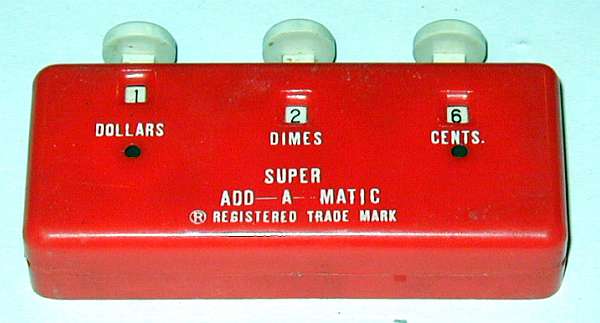 1 2 6
DOLLARS DIMES CENTS.
SUPER
ADD-A-MATIC
® REGISTERED TRADE MARK